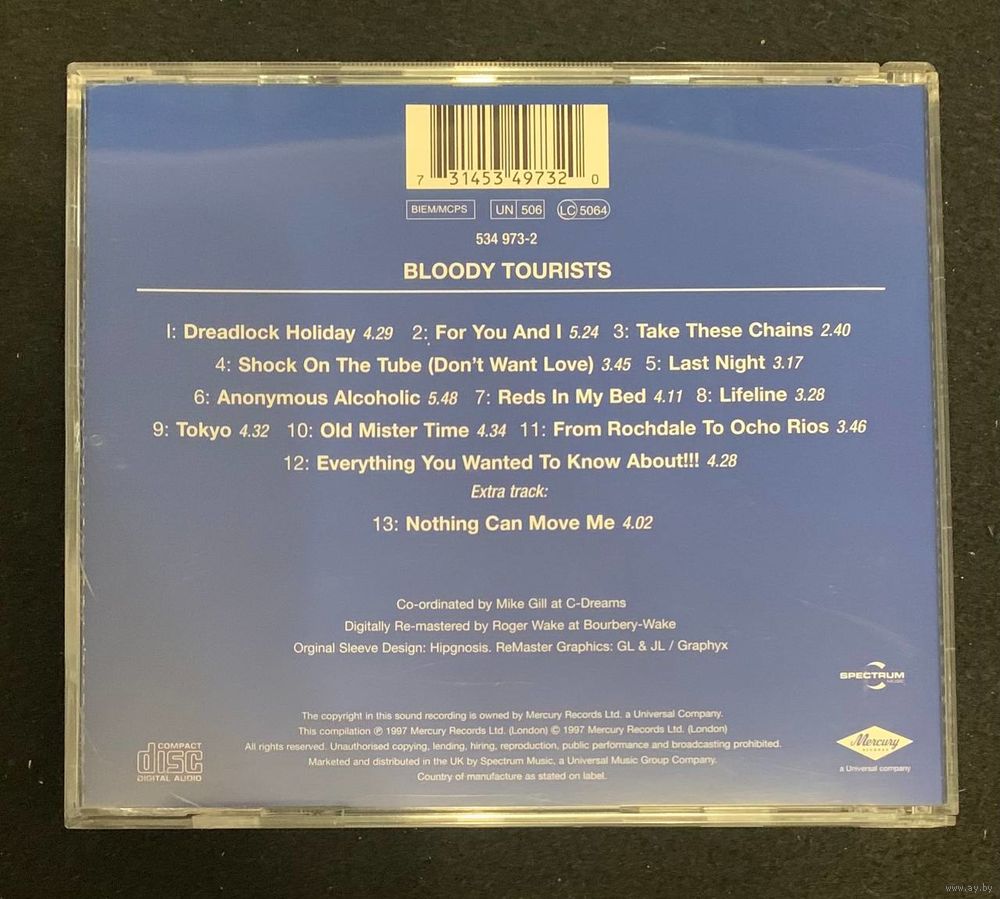 7 31453 49732 0
BIEM/MCPS UN 506 LC 5064
534 973-2
BLOODY TOURISTS
1: Dreadlock Holiday 4.29 2: For You And I 5.24 3: Take These Chains 2.40
4: Shock On The Tube (Don't Want Love) 3.45 5: Last Night 3.17
6: Anonymous Alcoholic 5.48 7: Reds In My Bed 4.11 8: Lifeline 3.28
9: Tokyo 4.32 10: Old Mister Time 4.34 11: From Rochdale To Ocho Rios 3.46
12: Everything You Wanted To Know About!!! 4.28
Extra track:
13: Nothing Can Move Me 4.02
Co-ordinated by Mike Gill at C-Dreams
Digitally Re-mastered by Roger Wake at Bourbery-Wake
Orginal Sleeve Design: Hipgnosis. ReMaster Graphics: GL & JL / Graphyx
SPECTRUM
MUSIC
The copyright in this sound recording is owned by Mercury Records Ltd. a Universal Company.
This compilation ℗ 1997 Mercury Records Ltd. (London) © 1997 Mercury Records Ltd. (London)
All rights reserved. Unauthorised copying, lending, hiring, reproduction, public performance and broadcasting prohibited.
Marketed and distributed in the UK by Spectrum Music, a Universal Music Group Company.
Country of manufacture as stated on label.
COMPACT
disc
DIGITAL AUDIO
Mercury
RECORDS
a Universal company
www.ay.by